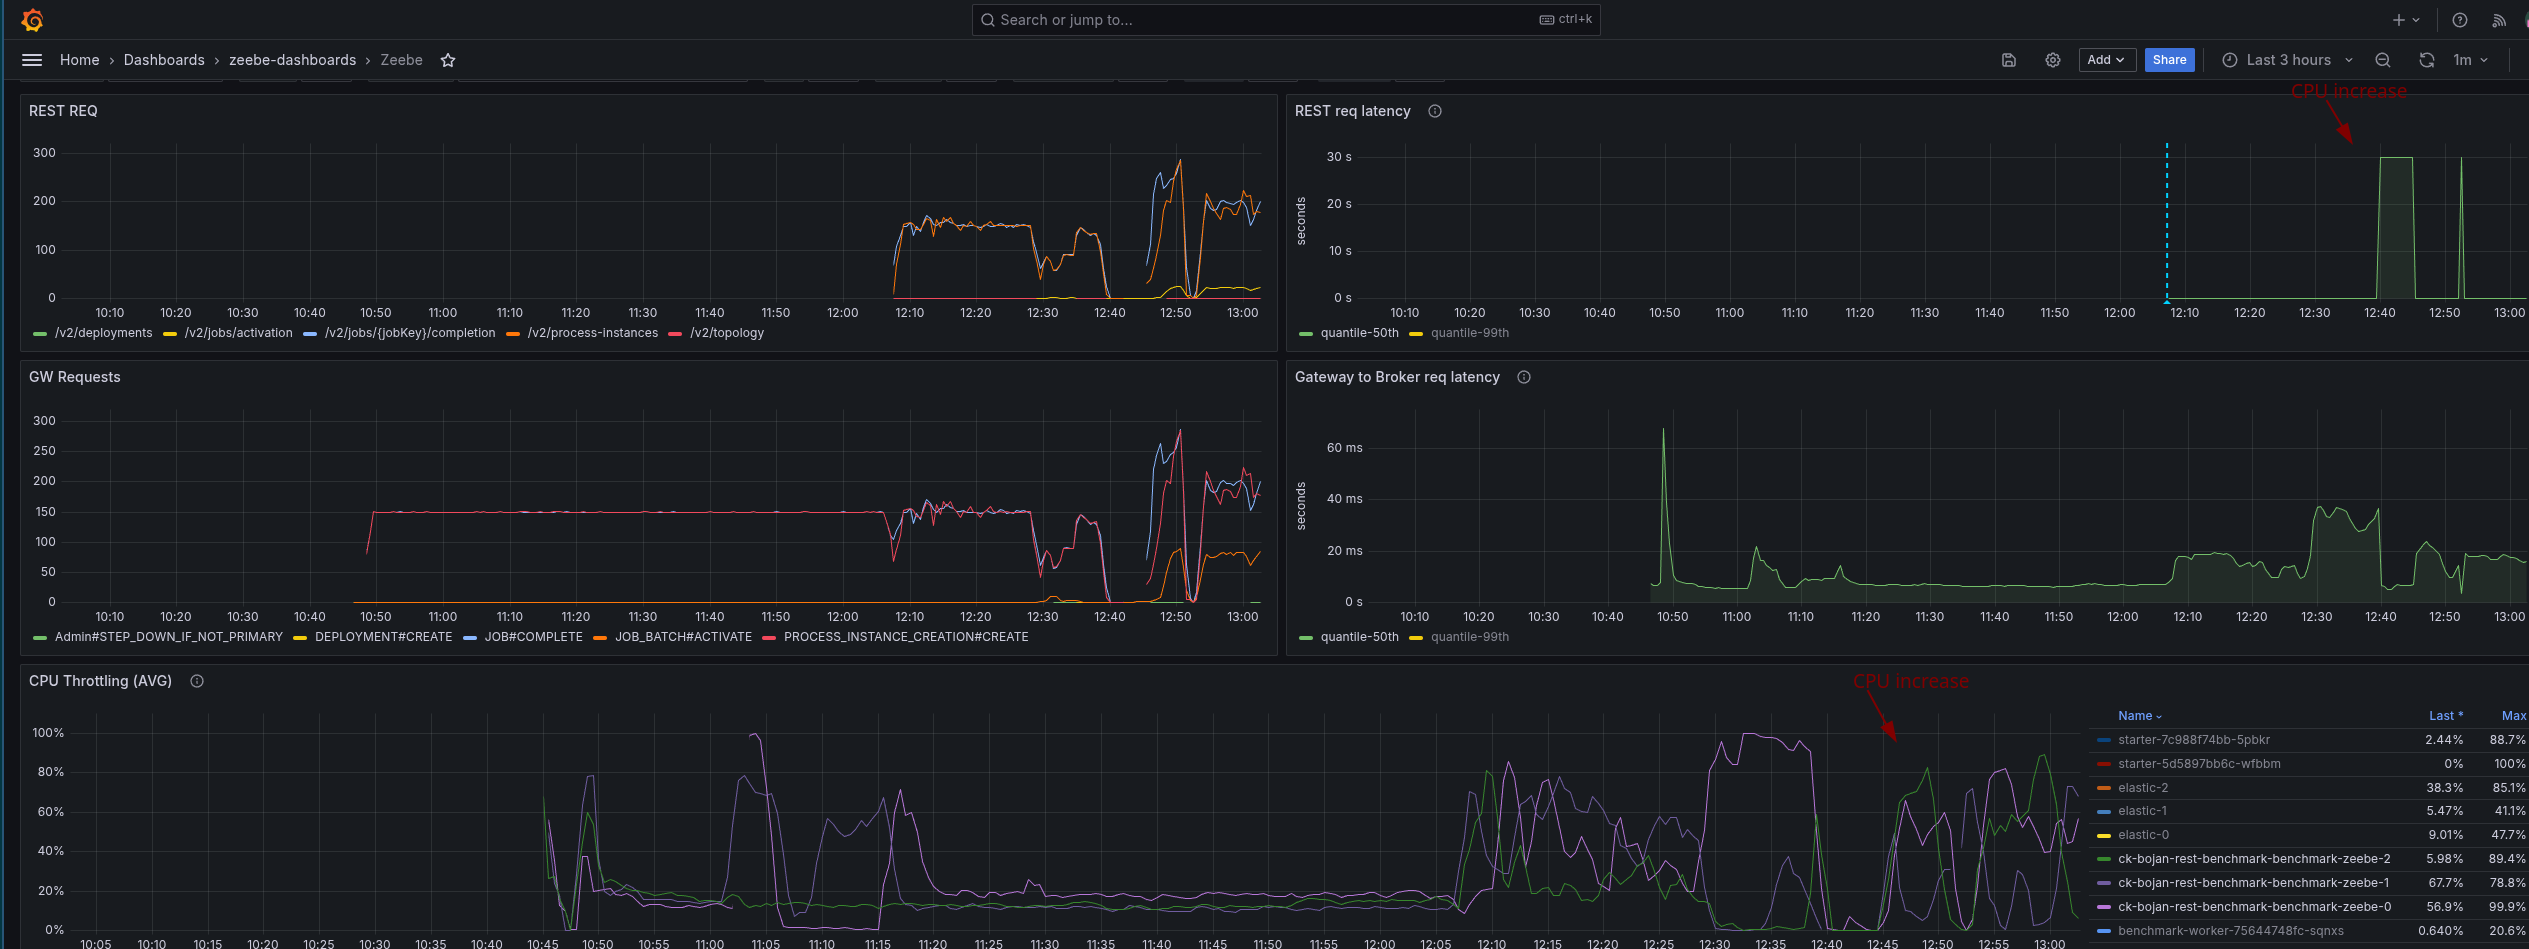 Search or jump to...
ctrl+k
Home › Dashboards › zeebe-dashboards › Zeebe
Add
Share
Last 3 hours
1m
CPU increase
REST REQ
300
200
100
0
10:10 10:20 10:30 10:40 10:50 11:00 11:10 11:20 11:30 11:40 11:50 12:00 12:10 12:20 12:30 12:40 12:50 13:00
/v2/deployments /v2/jobs/activation /v2/jobs/{jobKey}/completion /v2/process-instances /v2/topology
REST req latency
seconds
30 s
20 s
10 s
0 s
10:10 10:20 10:30 10:40 10:50 11:00 11:10 11:20 11:30 11:40 11:50 12:00 12:10 12:20 12:30 12:40 12:50 13:00
quantile-50th quantile-99th
GW Requests
300
250
200
150
100
50
0
10:10 10:20 10:30 10:40 10:50 11:00 11:10 11:20 11:30 11:40 11:50 12:00 12:10 12:20 12:30 12:40 12:50 13:00
Admin#STEP_DOWN_IF_NOT_PRIMARY DEPLOYMENT#CREATE JOB#COMPLETE JOB_BATCH#ACTIVATE PROCESS_INSTANCE_CREATION#CREATE
Gateway to Broker req latency
seconds
60 ms
40 ms
20 ms
0 s
10:10 10:20 10:30 10:40 10:50 11:00 11:10 11:20 11:30 11:40 11:50 12:00 12:10 12:20 12:30 12:40 12:50 13:00
quantile-50th quantile-99th
CPU Throttling (AVG)
CPU increase
100%
80%
60%
40%
20%
0%
10:05 10:10 10:15 10:20 10:25 10:30 10:35 10:40 10:45 10:50 10:55 11:00 11:05 11:10 11:15 11:20 11:25 11:30 11:35 11:40 11:45 11:50 11:55 12:00 12:05 12:10 12:15 12:20 12:25 12:30 12:35 12:40 12:45 12:50 12:55 13:00
Name Last * Max
starter-7c988f74bb-5pbkr 2.44% 88.7%
starter-5d5897bb6c-wfbbm 0% 100%
elastic-2 38.3% 85.1%
elastic-1 5.47% 41.1%
elastic-0 9.01% 47.7%
ck-bojan-rest-benchmark-benchmark-zeebe-2 5.98% 89.4%
ck-bojan-rest-benchmark-benchmark-zeebe-1 67.7% 78.8%
ck-bojan-rest-benchmark-benchmark-zeebe-0 56.9% 99.9%
benchmark-worker-75644748fc-sqnxs 0.640% 20.6%